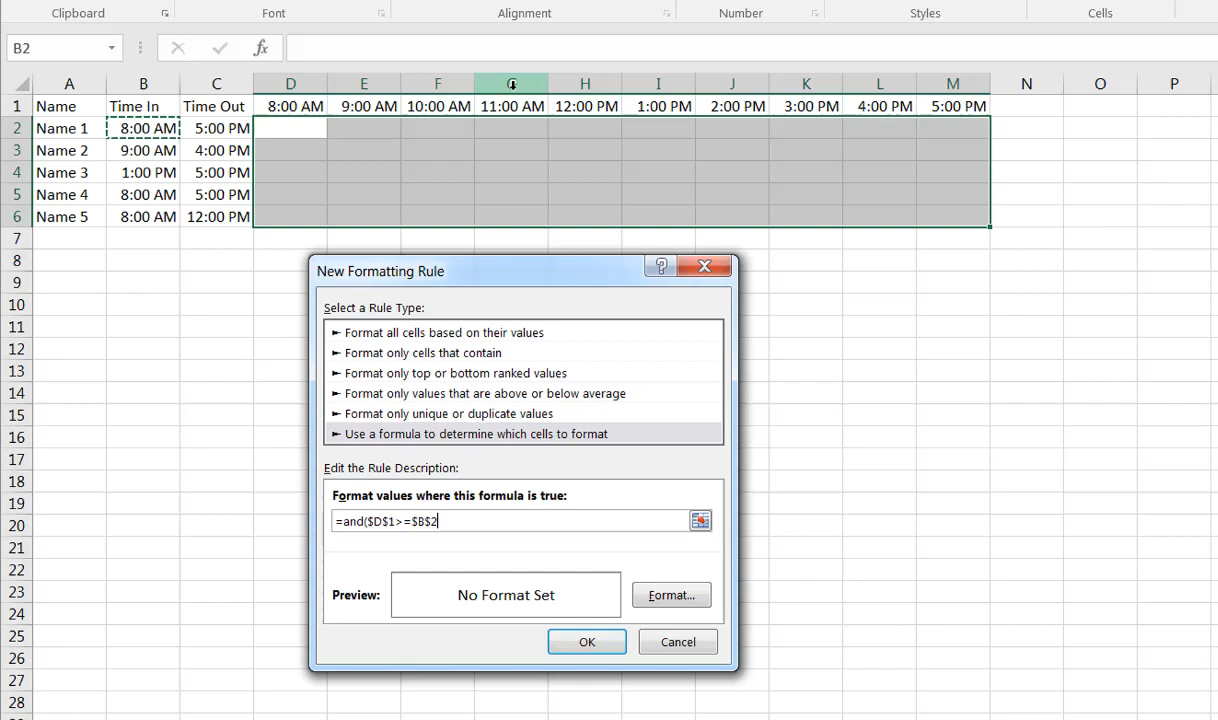 Clipboard Font Alignment Number Styles Cells
B2 fx
A B C D E F G H I J K L M N O P
1 Name Time In Time Out 8:00 AM 9:00 AM 10:00 AM 11:00 AM 12:00 PM 1:00 PM 2:00 PM 3:00 PM 4:00 PM 5:00 PM
2 Name 1 8:00 AM 5:00 PM
3 Name 2 9:00 AM 4:00 PM
4 Name 3 1:00 PM 5:00 PM
5 Name 4 8:00 AM 5:00 PM
6 Name 5 8:00 AM 12:00 PM
7
8
9
10
11
12
13
14
15
16
17
18
19
20
21
22
23
24
25
26
27
28
New Formatting Rule
?
Select a Rule Type:
► Format all cells based on their values
► Format only cells that contain
► Format only top or bottom ranked values
► Format only values that are above or below average
► Format only unique or duplicate values
► Use a formula to determine which cells to format
Edit the Rule Description:
Format values where this formula is true:
=and($D$1>=$B$2
Preview: No Format Set Format...
OK Cancel